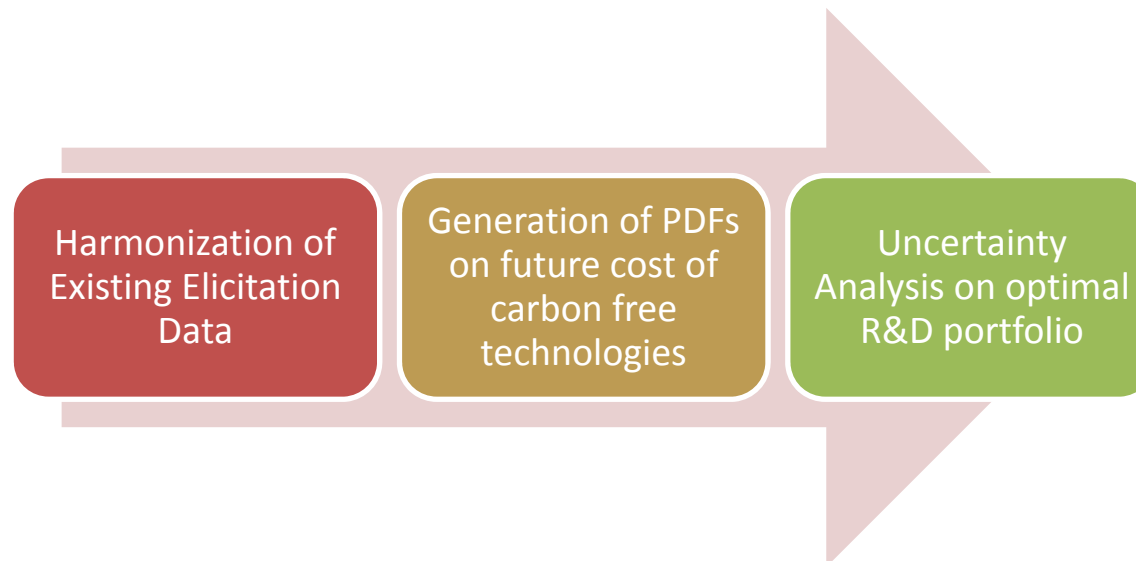 Harmonization of
Existing Elicitation
Data
Generation of PDFs
on future cost of
carbon free
technologies
Uncertainty
Analysis on optimal
R&D portfolio